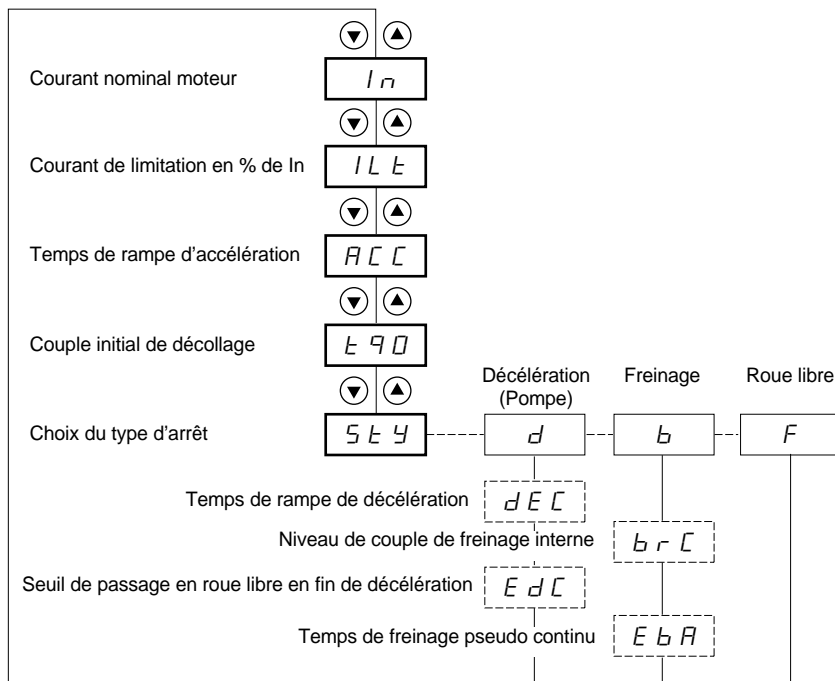 Courant nominal moteur
In
Courant de limitation en % de In
ILt
Temps de rampe d'accélération
ACC
Couple initial de décollage
tq0
Choix du type d'arrêt
StY
Décélération
(Pompe)
d
Freinage
b
Roue libre
F
Temps de rampe de décélération
dEC
Niveau de couple de freinage interne
brC
Seuil de passage en roue libre en fin de décélération
EdC
Temps de freinage pseudo continu
EbA